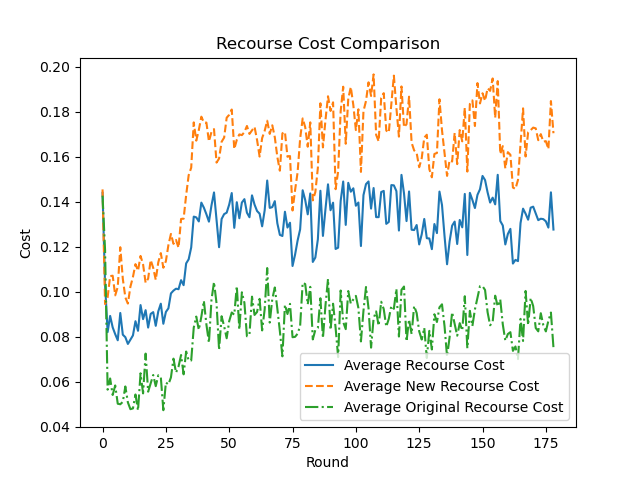 Recourse Cost Comparison
0.20
0.18
0.16
0.14
0.12
0.10
0.08
0.06
0.04
Cost
0 25 50 75 100 125 150 175
Round
Average Recourse Cost
Average New Recourse Cost
Average Original Recourse Cost